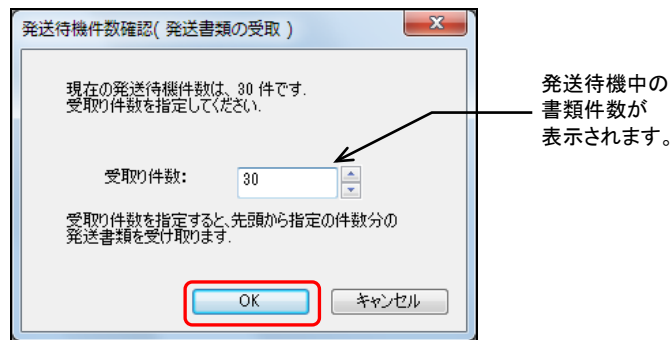 発送待機件数確認( 発送書類の受取 )
現在の発送待機件数は、30 件です.
受取り件数を指定してください.
受取り件数:
30
受取り件数を指定すると、先頭から指定の件数分の
発送書類を受け取ります.
OK
キャンセル
発送待機中の
書類件数が
表示されます。